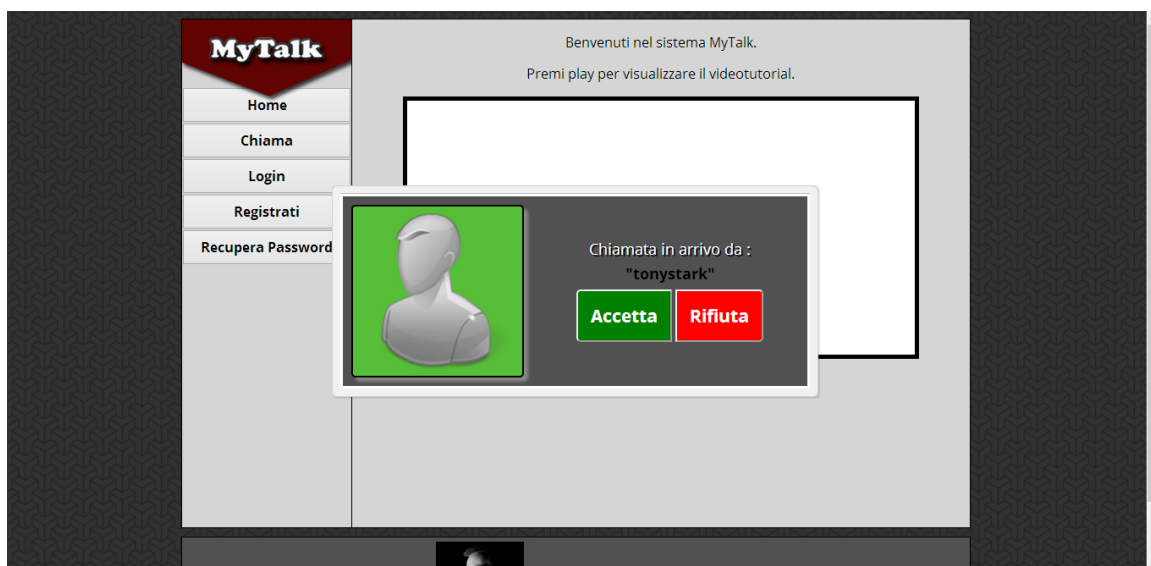 MyTalk
Home
Chiama
Login
Registrati
Recupera Password
Benvenuti nel sistema MyTalk.
Premi play per visualizzare il videotutorial.
Chiamata in arrivo da :
"tonystark"
Accetta Rifiuta